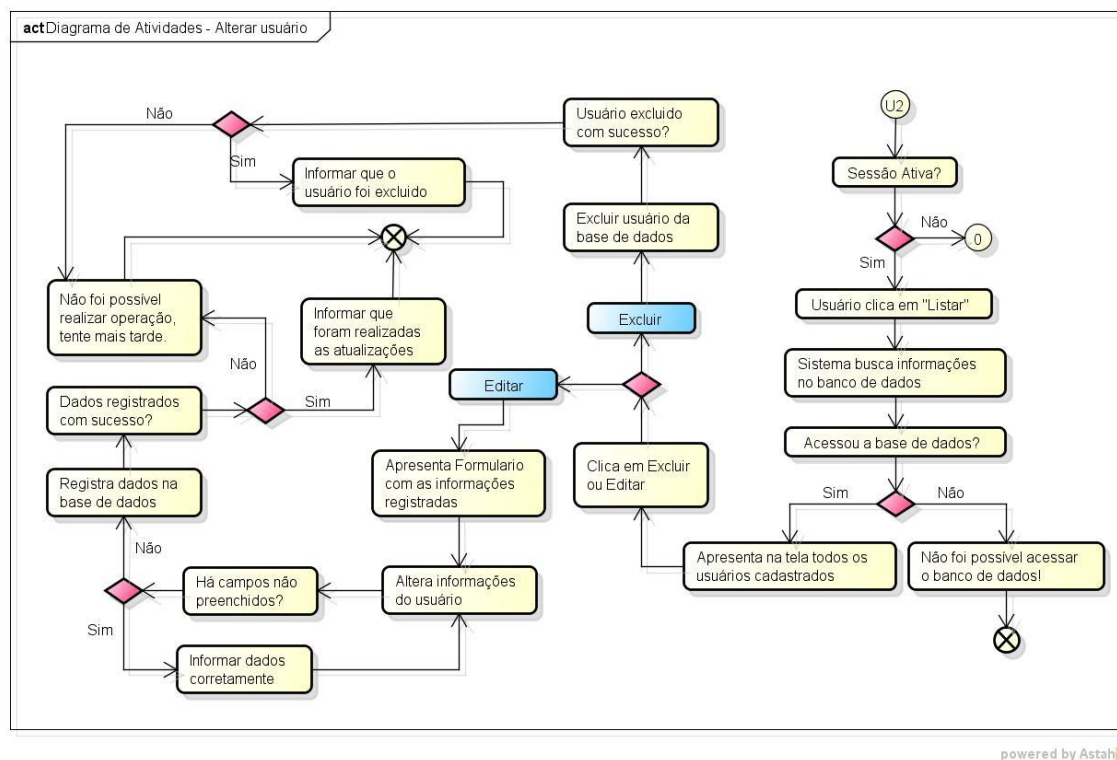 act Diagrama de Atividades - Alterar usuário
Não
Sim
Usuário excluido
com sucesso?
U2
Informar que o
usuário foi excluido
Sessão Ativa?
Excluir usuário da
base de dados
Não
0
Sim
Não foi possível
realizar operação,
tente mais tarde.
Informar que
foram realizadas
as atualizações
Excluir
Usuário clica em "Listar"
Não
Sim
Editar
Sistema busca informações
no banco de dados
Dados registrados
com sucesso?
Acessou a base de dados?
Registra dados na
base de dados
Apresenta Formulario
com as informações
registradas
Clica em Excluir
ou Editar
Sim
Não
Não
Há campos não
preenchidos?
Altera informações
do usuário
Apresenta na tela todos os
usuários cadastrados
Não foi possível acessar
o banco de dados!
Sim
Informar dados
corretamente
powered by Astah